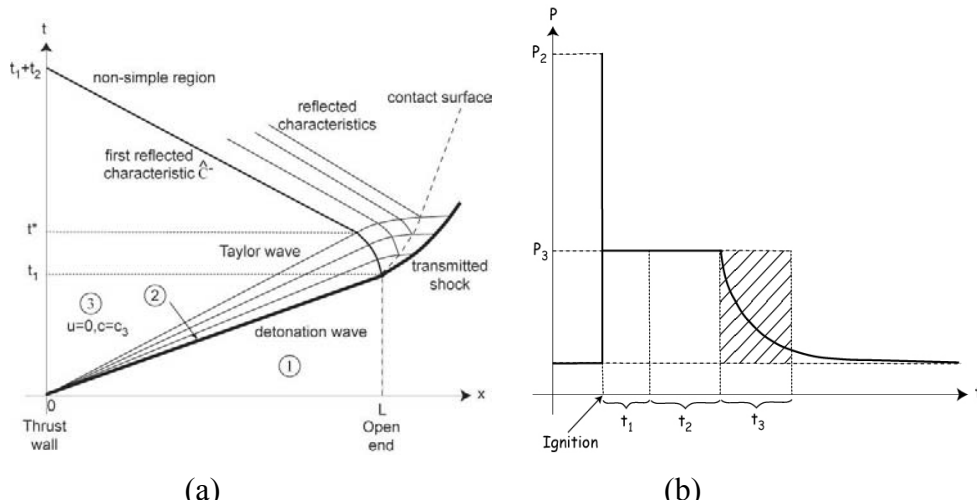 t
t₁+t₂
non-simple region
contact surface
reflected
characteristics
first reflected
characteristic Ĉ⁻
t*
Taylor wave
t₁
transmitted
shock
③
②
u=0,c=c₃
detonation wave
①
0
L
x
Thrust
wall
Open
end
(a)
P
P₂
P₃
t₁
t₂
t₃
Ignition
(b)